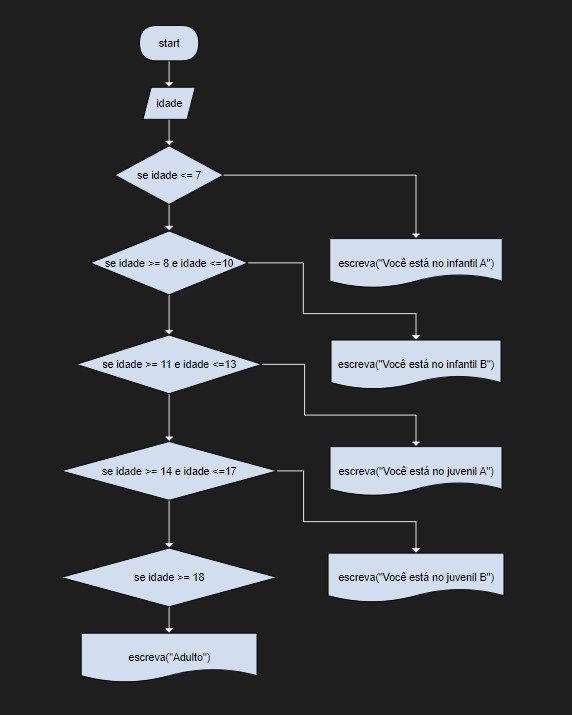 start
idade
se idade <= 7
se idade >= 8 e idade <=10
escreva("Você está no infantil A")
se idade >= 11 e idade <=13
escreva("Você está no infantil B")
se idade >= 14 e idade <=17
escreva("Você está no juvenil A")
se idade >= 18
escreva("Você está no juvenil B")
escreva("Adulto")